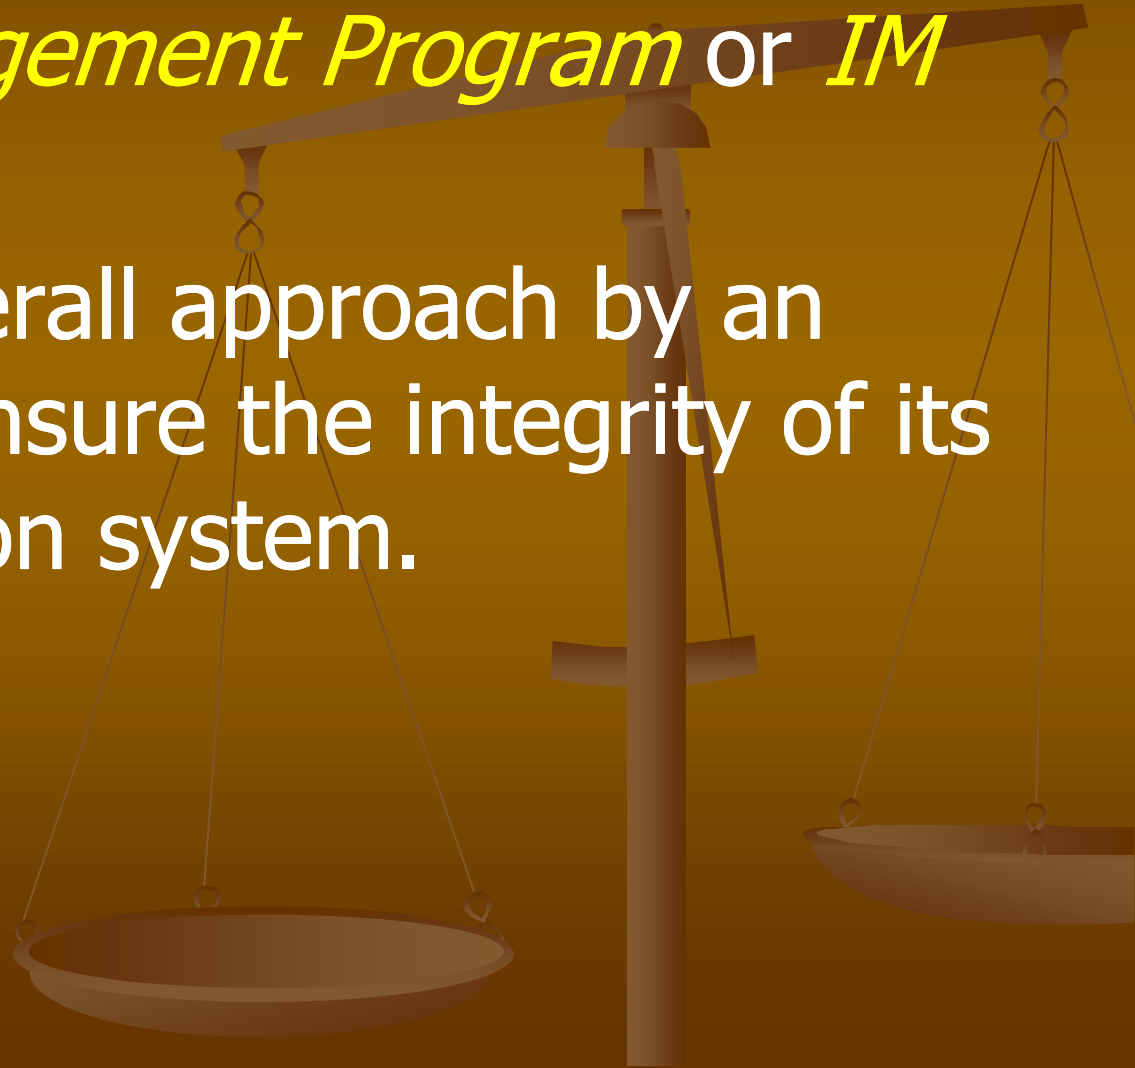 gement Program or IM
erall approach by an
nsure the integrity of its
on system.